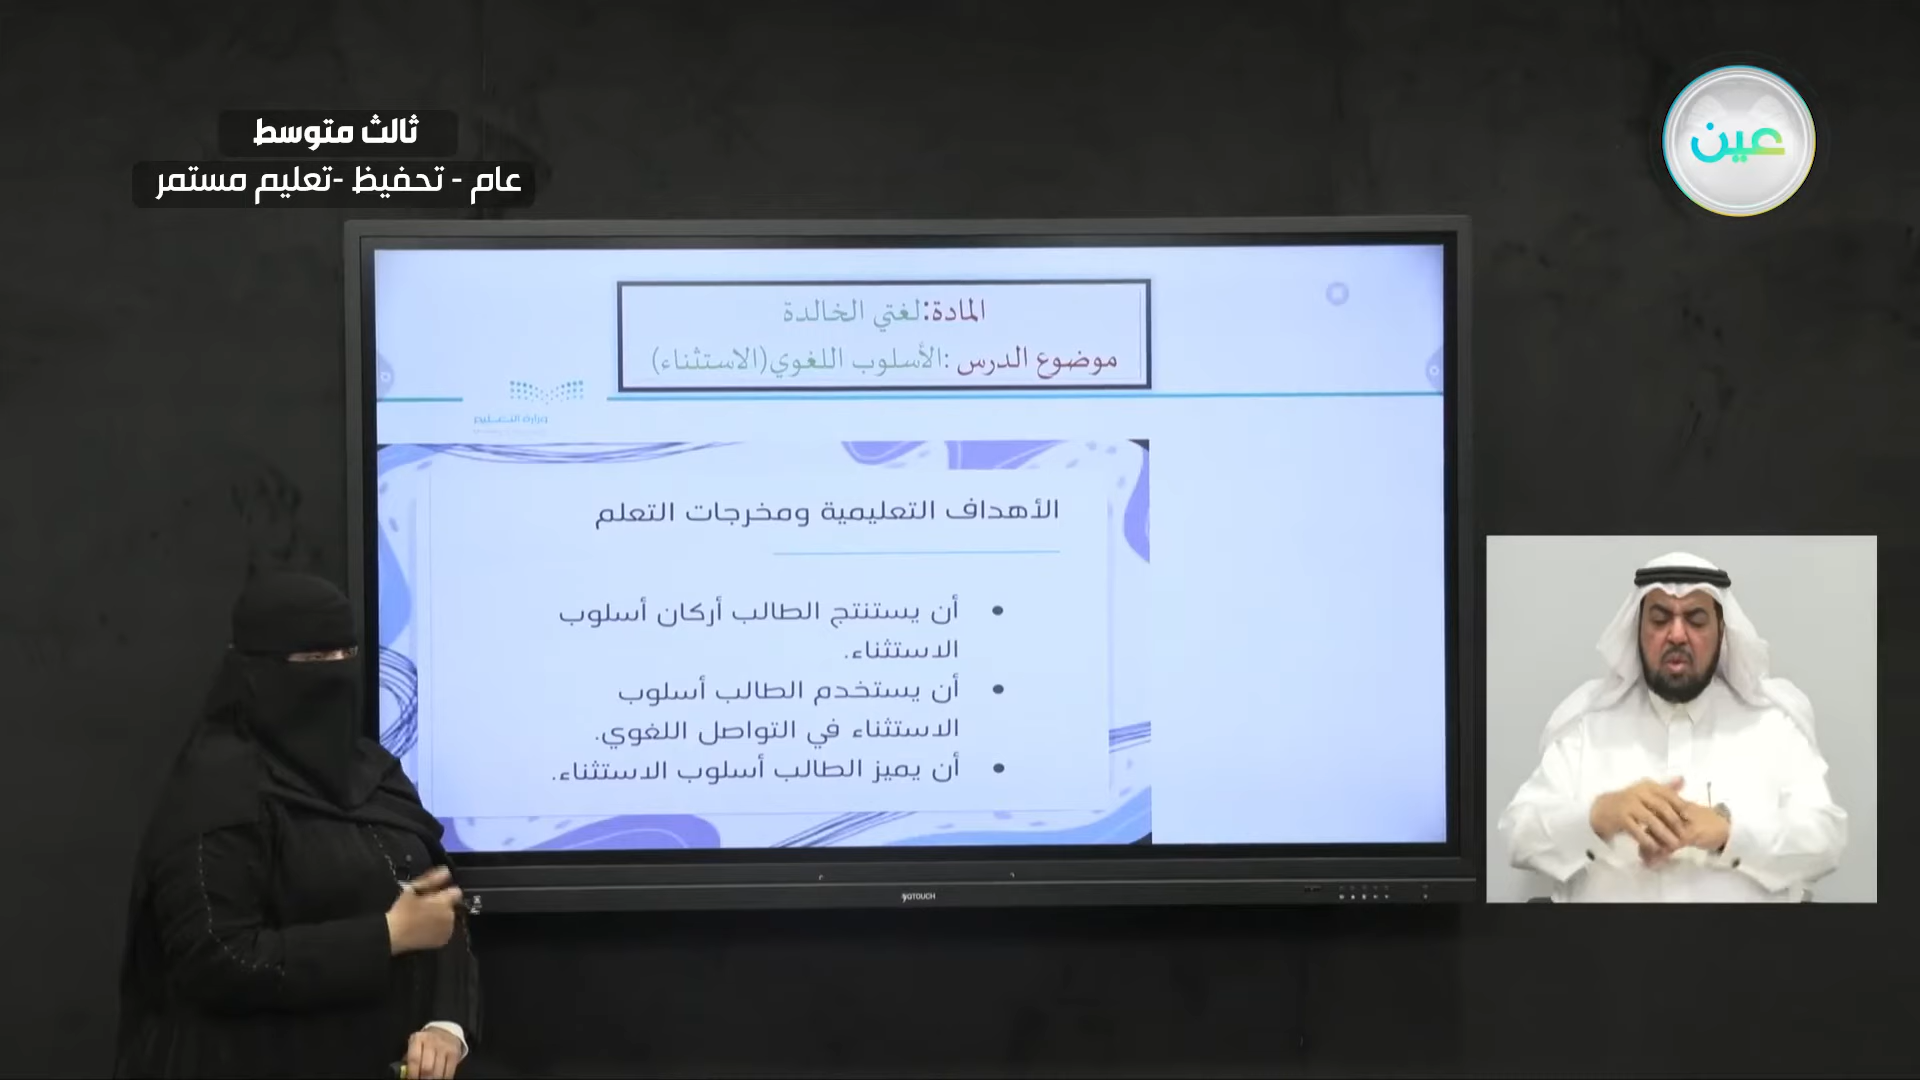 ثالث متوسط
عام - تحفيظ -تعليم مستمر
عين
المادة:لغتي الخالدة
موضوع الدرس :الأسلوب اللغوي(الاستثناء)
وزارة التعليم
الأهداف التعليمية ومخرجات التعلم
• أن يستنتج الطالب أركان أسلوب
الاستثناء.
• أن يستخدم الطالب أسلوب
الاستثناء في التواصل اللغوي.
• أن يميز الطالب أسلوب الاستثناء.
YQTOUCH